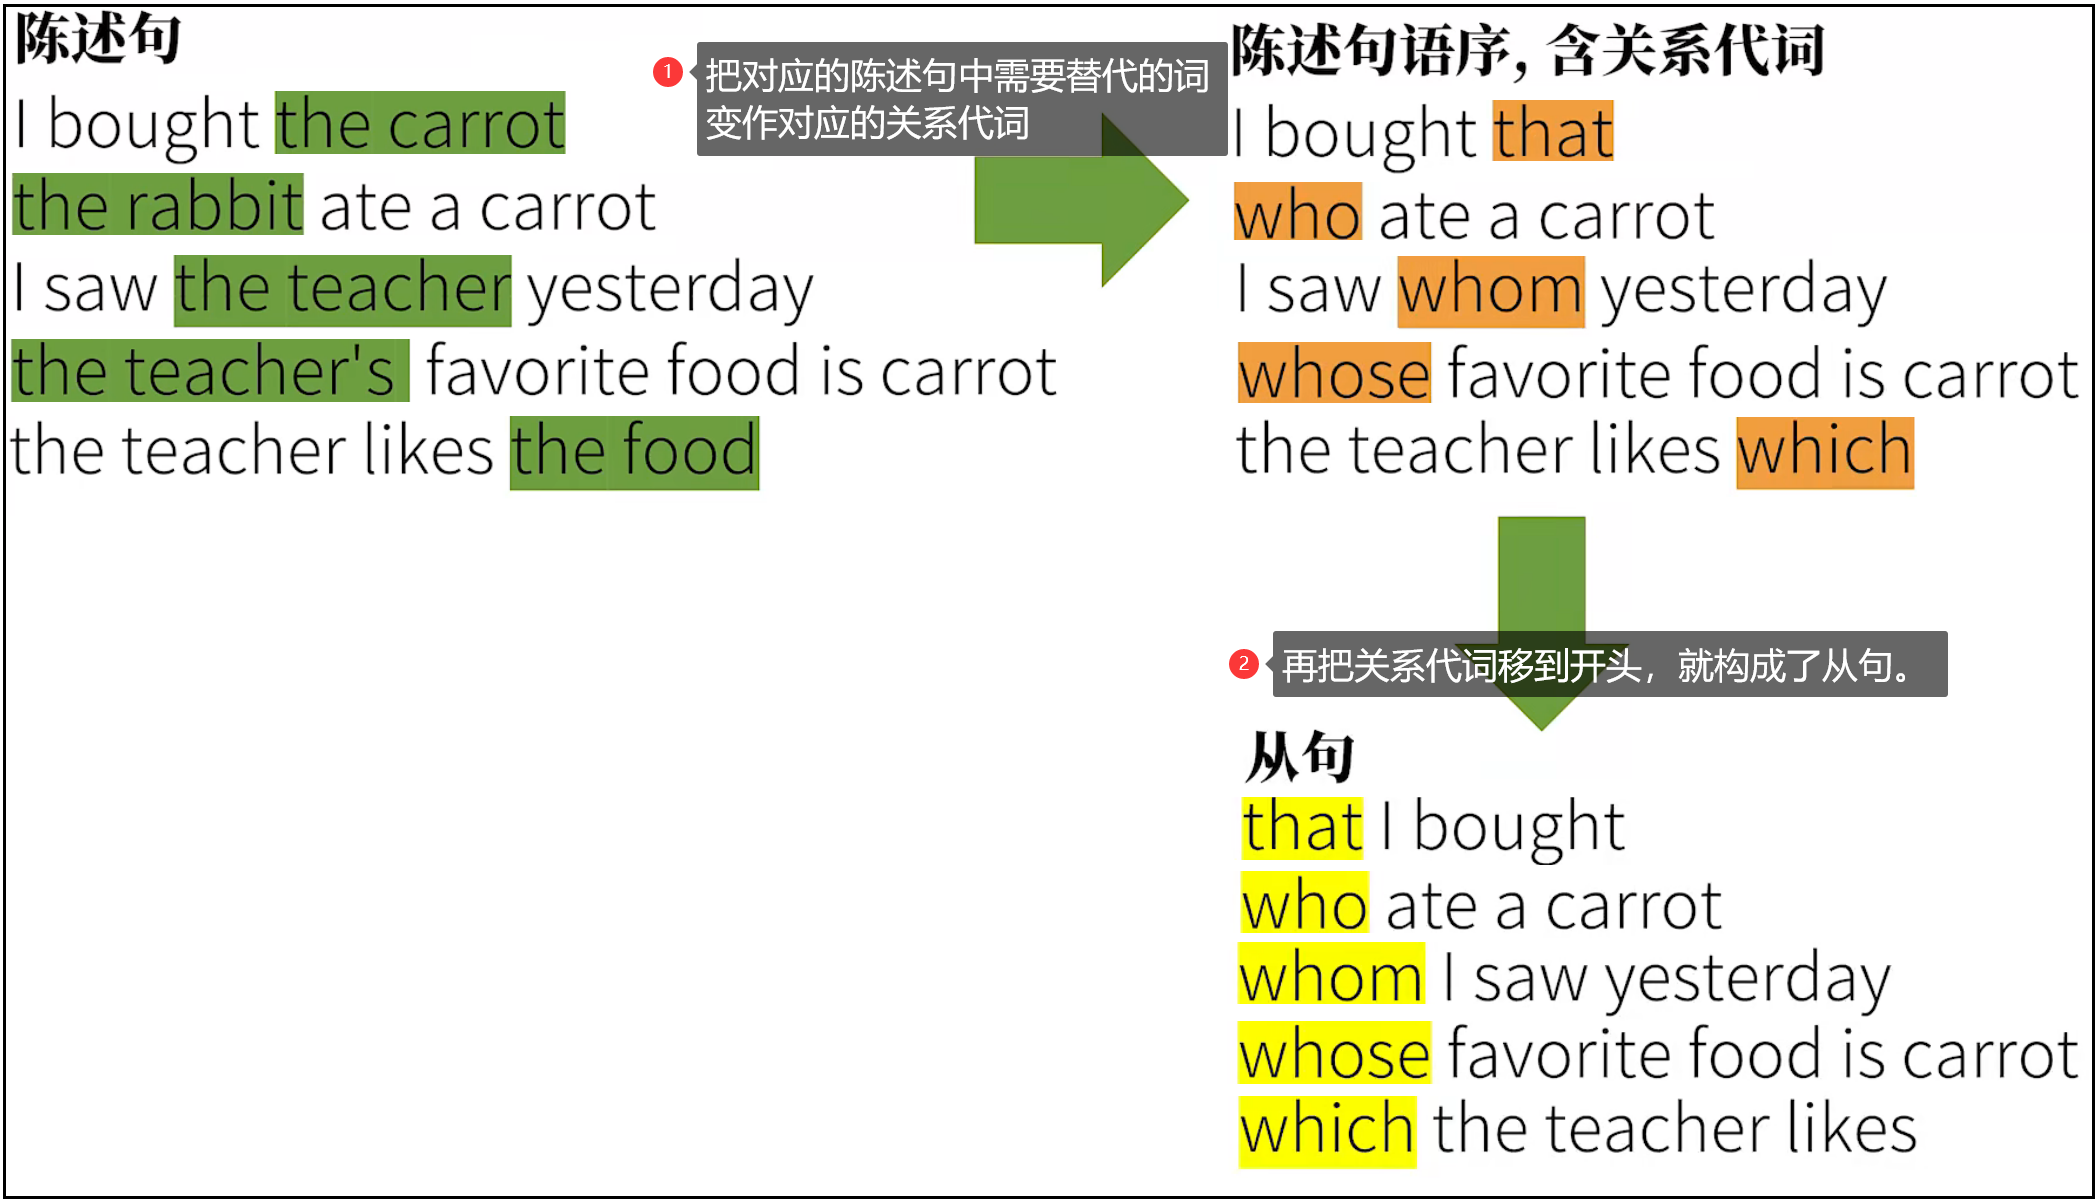 陈述句
I bought the carrot
the rabbit ate a carrot
I saw the teacher yesterday
the teacher's favorite food is carrot
the teacher likes the food
1
把对应的陈述句中需要替代的词
变作对应的关系代词
陈述句语序, 含关系代词
I bought that
who ate a carrot
I saw whom yesterday
whose favorite food is carrot
the teacher likes which
2
再把关系代词移到开头，就构成了从句。
从句
that I bought
who ate a carrot
whom I saw yesterday
whose favorite food is carrot
which the teacher likes